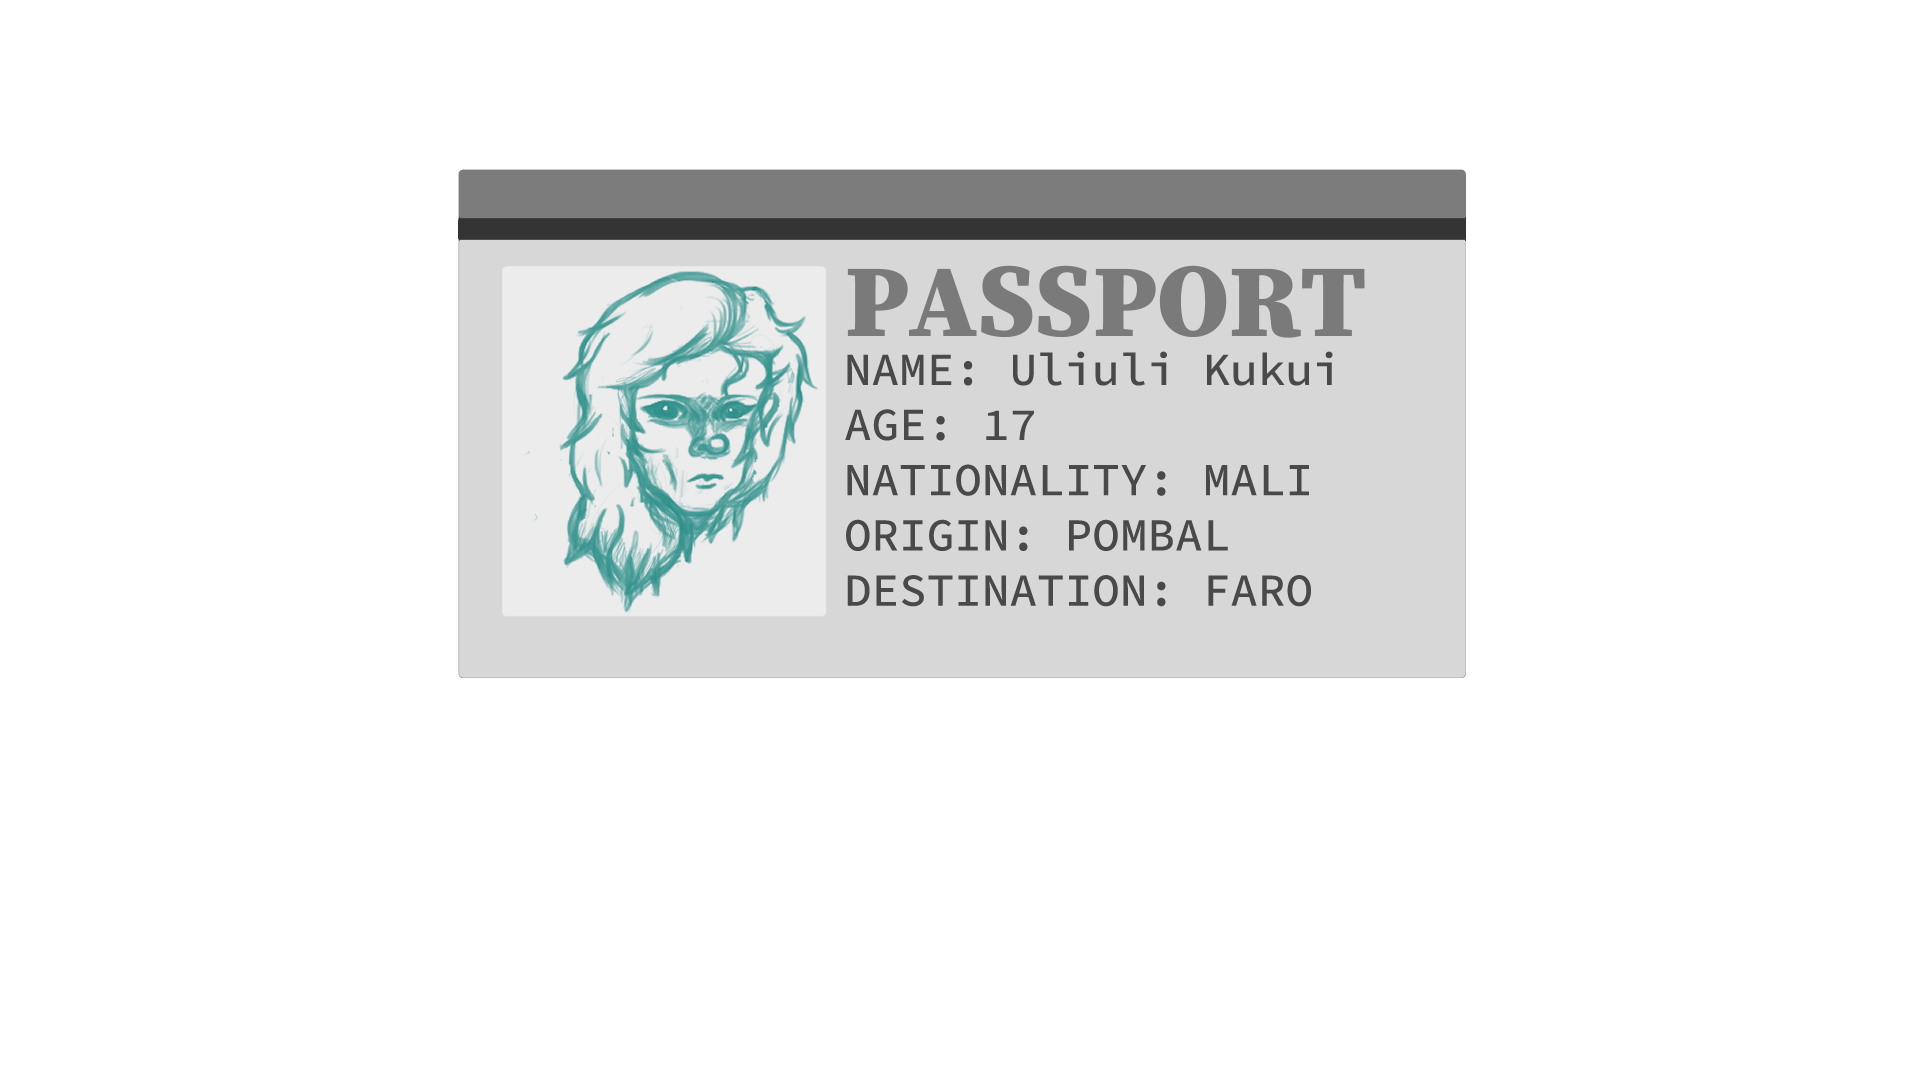 PASSPORT
NAME: Uliuli Kukui
AGE: 17
NATIONALITY: MALI
ORIGIN: POMBAL
DESTINATION: FARO